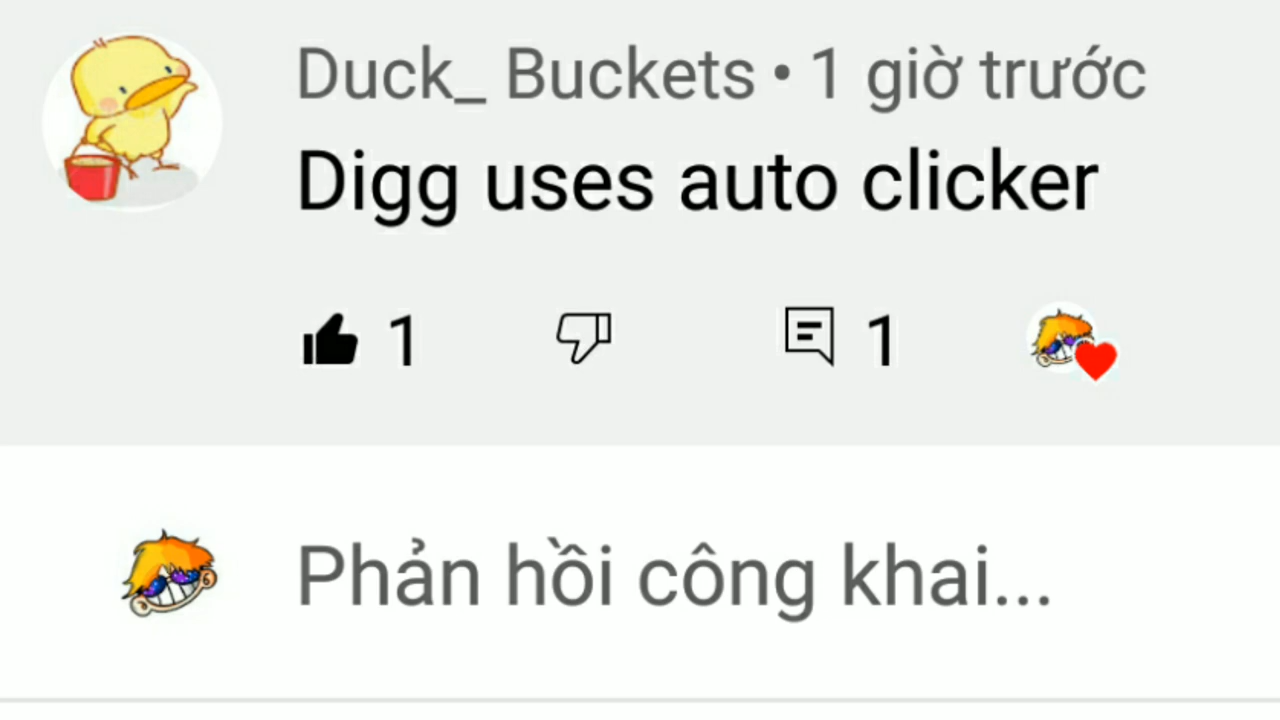 Duck_ Buckets • 1 giờ trước
Digg uses auto clicker
1 1
Phản hồi công khai...